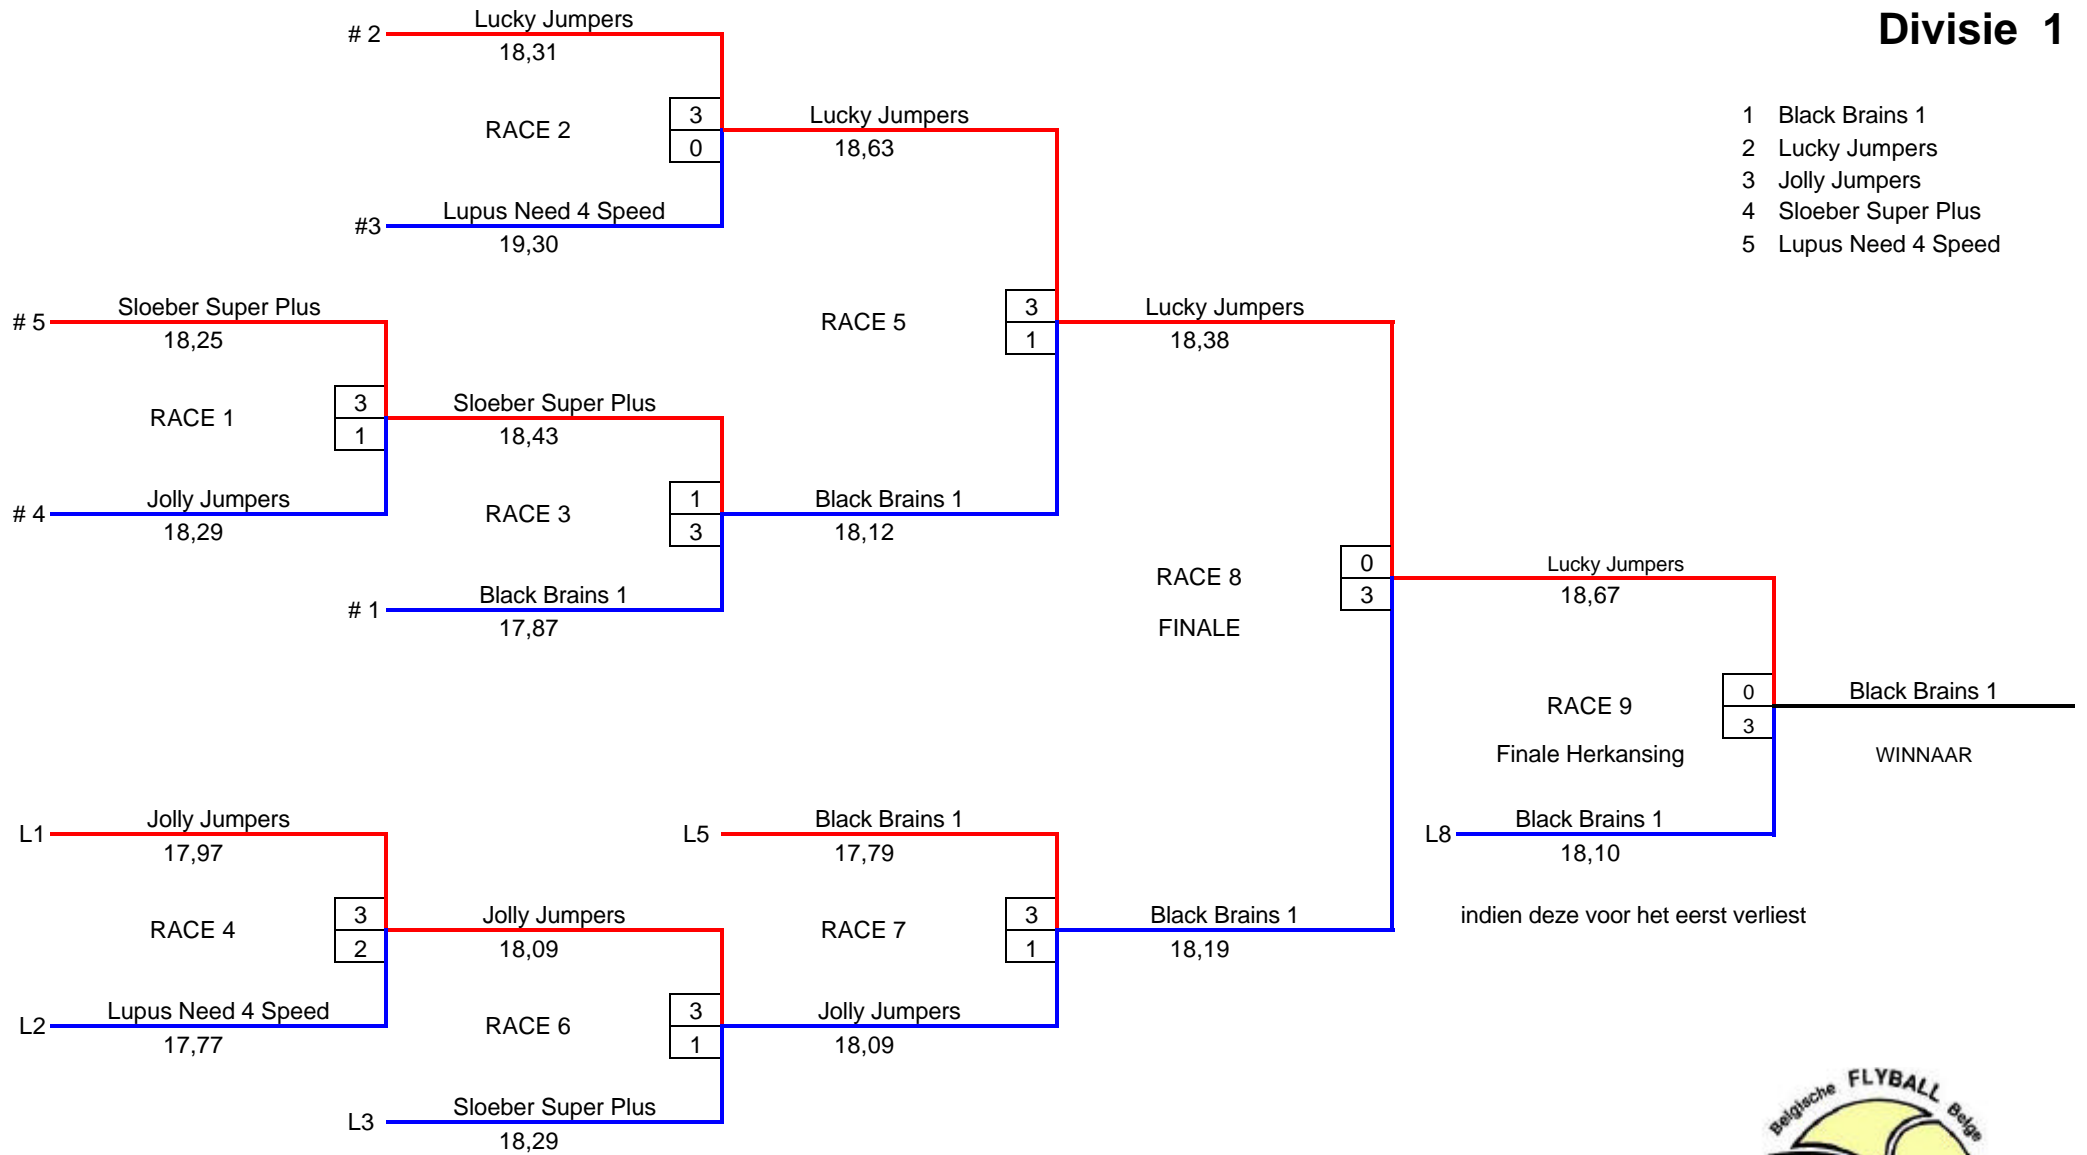 Divisie 1
1 Black Brains 1
2 Lucky Jumpers
3 Jolly Jumpers
4 Sloeber Super Plus
5 Lupus Need 4 Speed
# 2 Lucky Jumpers
18,31
RACE 2
3
0
#3 Lupus Need 4 Speed
19,30
Lucky Jumpers
18,63
# 5 Sloeber Super Plus
18,25
RACE 1
3
1
# 4 Jolly Jumpers
18,29
Sloeber Super Plus
18,43
RACE 3
1
3
# 1 Black Brains 1
17,87
RACE 5
3
1
Black Brains 1
18,12
Lucky Jumpers
18,38
RACE 8
0
3
FINALE
Lucky Jumpers
18,67
RACE 9
0
3
Finale Herkansing
Black Brains 1
WINNAAR
L8 Black Brains 1
18,10
indien deze voor het eerst verliest
L1 Jolly Jumpers
17,97
RACE 4
3
2
L2 Lupus Need 4 Speed
17,77
Jolly Jumpers
18,09
RACE 6
3
1
L3 Sloeber Super Plus
18,29
L5 Black Brains 1
17,79
RACE 7
3
1
Jolly Jumpers
18,09
Black Brains 1
18,19
Belgische FLYBALL Belge